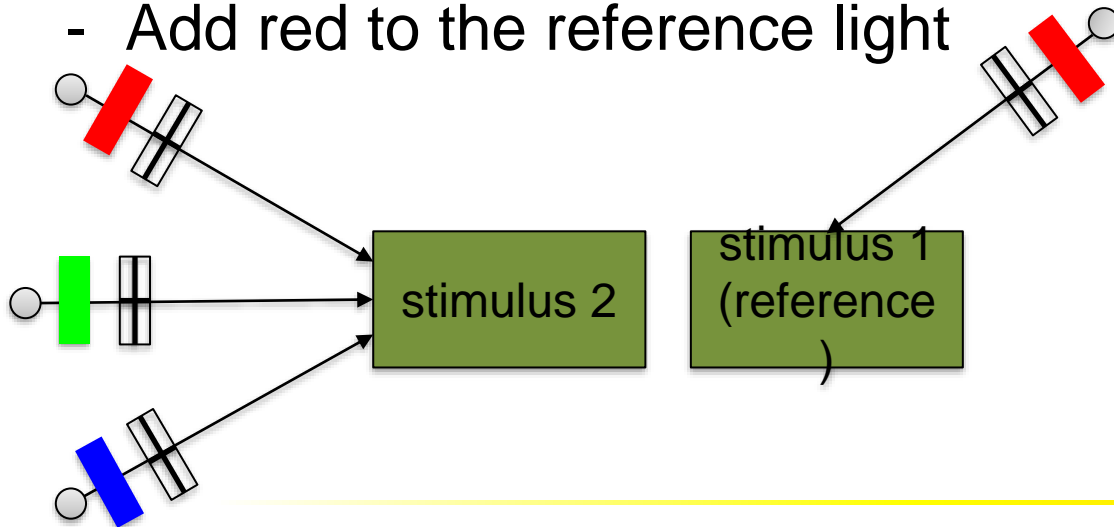 - Add red to the reference light
stimulus 2
stimulus 1
(reference
)